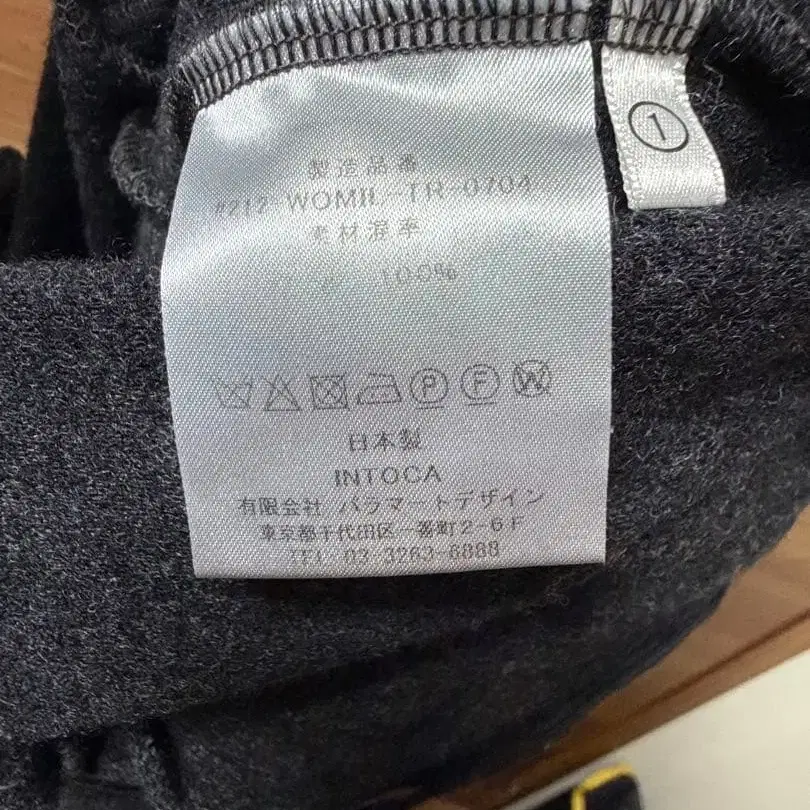 製造品番
#212-WOMIL-TR-0704
素材混率
100%
日本製
INTOCA
有限会社 パラマートデザイン
東京都千代田区一番町2-6F
TEL 03-3263-6888
1